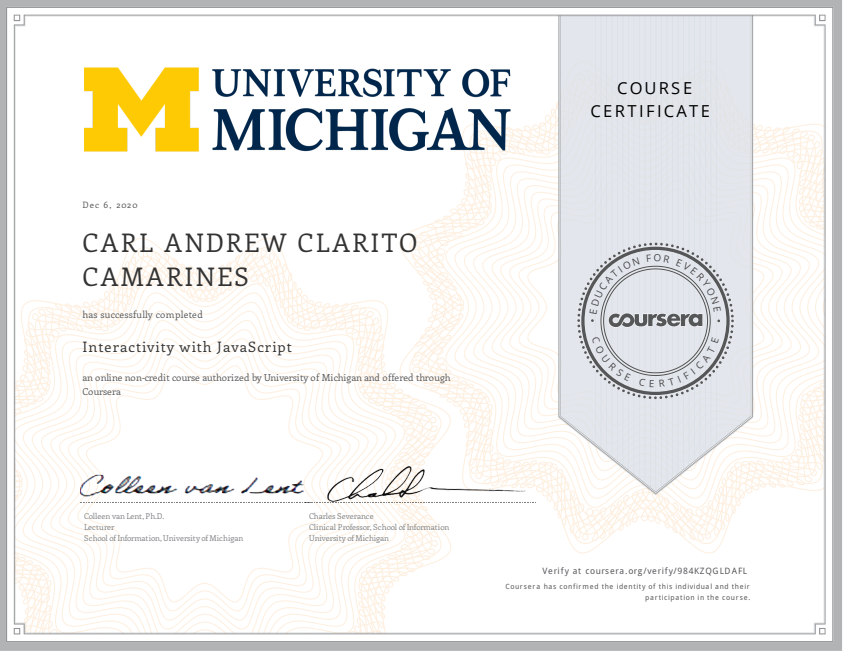 UNIVERSITY OF
MICHIGAN
COURSE
CERTIFICATE
Dec 6, 2020
CARL ANDREW CLARITO
CAMARINES
has successfully completed
Interactivity with JavaScript
an online non-credit course authorized by University of Michigan and offered through
Coursera
EDUCATION FOR EVERYONE
coursera
COURSE CERTIFICATE
Colleen van Lent
Colleen van Lent, Ph.D.
Lecturer
School of Information, University of Michigan
Charles Severance
Clinical Professor, School of Information
University of Michigan
Verify at coursera.org/verify/984KZQGLDAFL
Coursera has confirmed the identity of this individual and their
participation in the course.